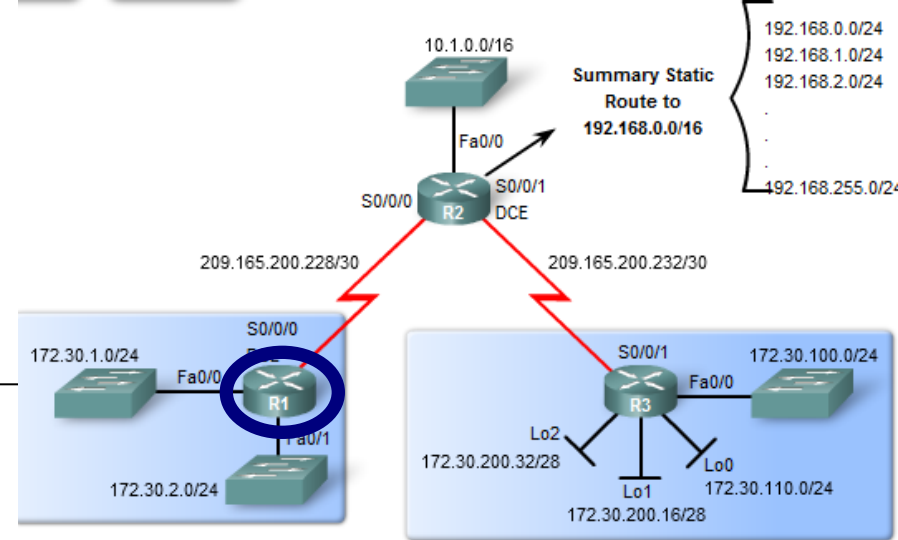 10.1.0.0/16
Summary Static
Route to
192.168.0.0/16
192.168.0.0/24
192.168.1.0/24
192.168.2.0/24
.
.
.
192.168.255.0/24
Fa0/0
S0/0/0
S0/0/1
R2
DCE
209.165.200.228/30
209.165.200.232/30
S0/0/0
172.30.1.0/24
Fa0/0
R1
Fa0/1
172.30.2.0/24
S0/0/1
172.30.100.0/24
Fa0/0
R3
Lo2
172.30.200.32/28
Lo0
172.30.110.0/24
Lo1
172.30.200.16/28